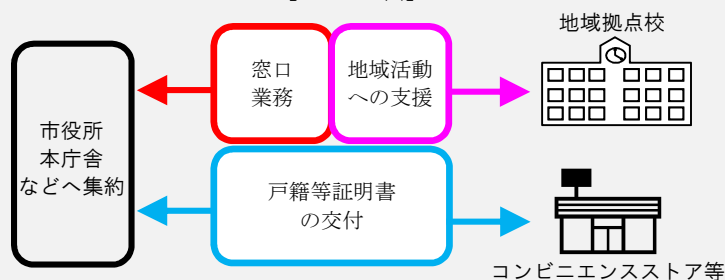 地域拠点校
窓口
業務
地域活動
への支援
市役所
本庁舎
などへ集約
戸籍等証明書
の交付
コンビニエンスストア等